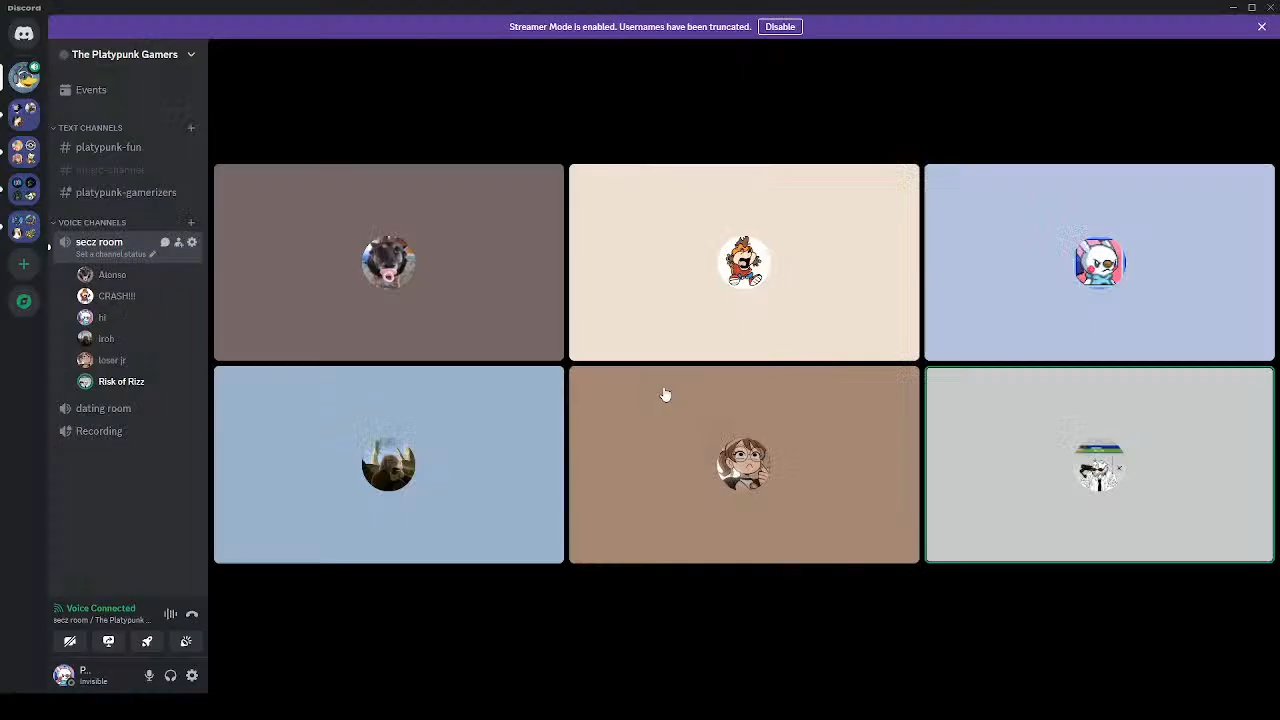 Discord
Streamer Mode is enabled. Usernames have been truncated.
Disable
The Platypunk Gamers
Events
TEXT CHANNELS
platypunk-fun
music-channel
platypunk-gamerizers
VOICE CHANNELS
secz room
Set a channel status
Alonso
CRASH!!!
hi
iroh
loser jr
Risk of Rizz
dating room
Recording
Voice Connected
secz room / The Platypunk ...
P...
Invisible